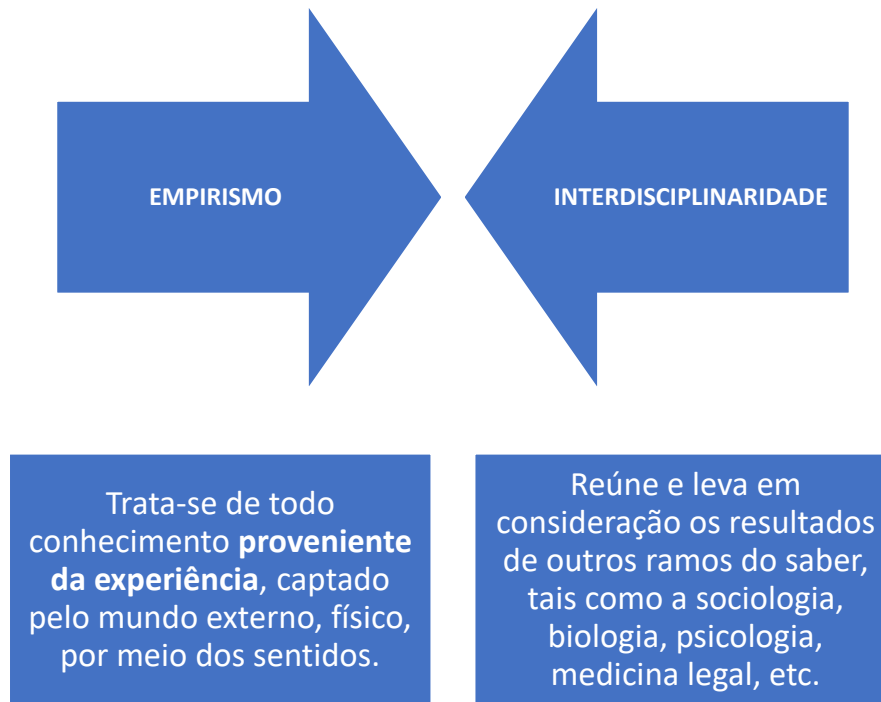 EMPIRISMO
INTERDISCIPLINARIDADE
Trata-se de todo
conhecimento proveniente
da experiência, captado
pelo mundo externo, físico,
por meio dos sentidos.
Reúne e leva em
consideração os resultados
de outros ramos do saber,
tais como a sociologia,
biologia, psicologia,
medicina legal, etc.